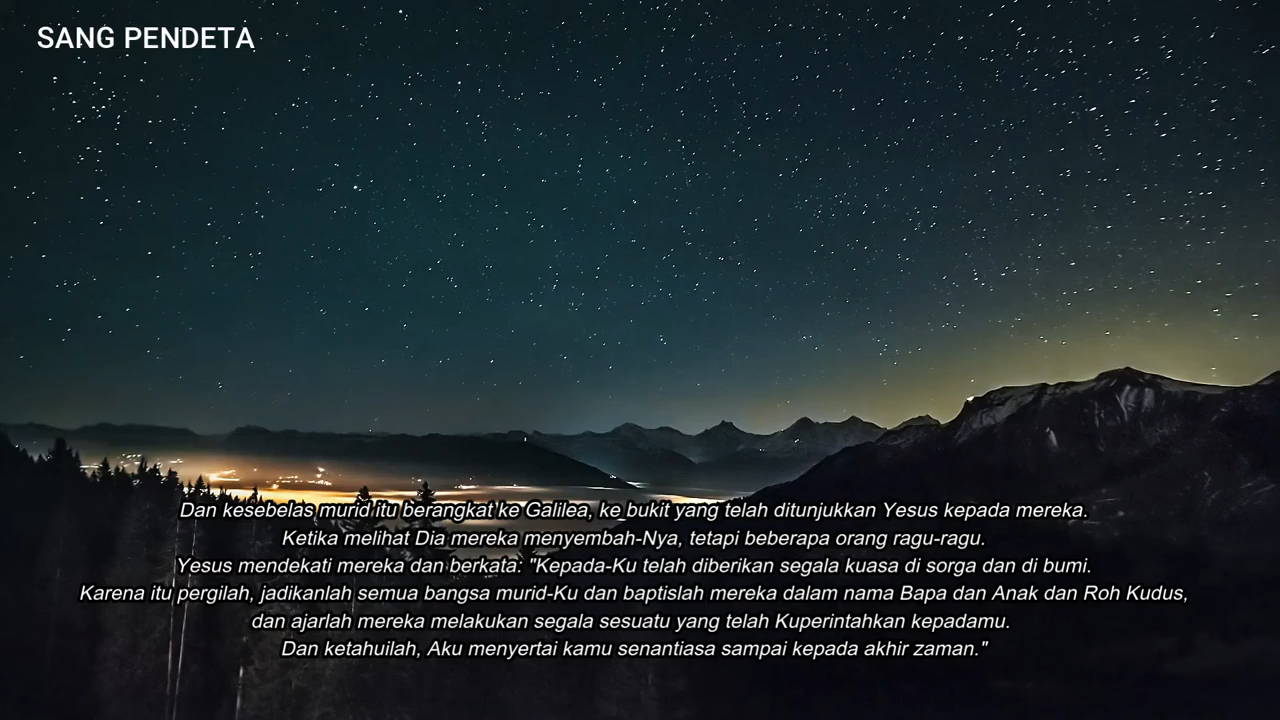 SANG PENDETA
Dan kesebelas murid itu berangkat ke Galilea, ke bukit yang telah ditunjukkan Yesus kepada mereka.
Ketika melihat Dia mereka menyembah-Nya, tetapi beberapa orang ragu-ragu.
Yesus mendekati mereka dan berkata: "Kepada-Ku telah diberikan segala kuasa di sorga dan di bumi.
Karena itu pergilah, jadikanlah semua bangsa murid-Ku dan baptislah mereka dalam nama Bapa dan Anak dan Roh Kudus,
dan ajarlah mereka melakukan segala sesuatu yang telah Kuperintahkan kepadamu.
Dan ketahuilah, Aku menyertai kamu senantiasa sampai kepada akhir zaman."